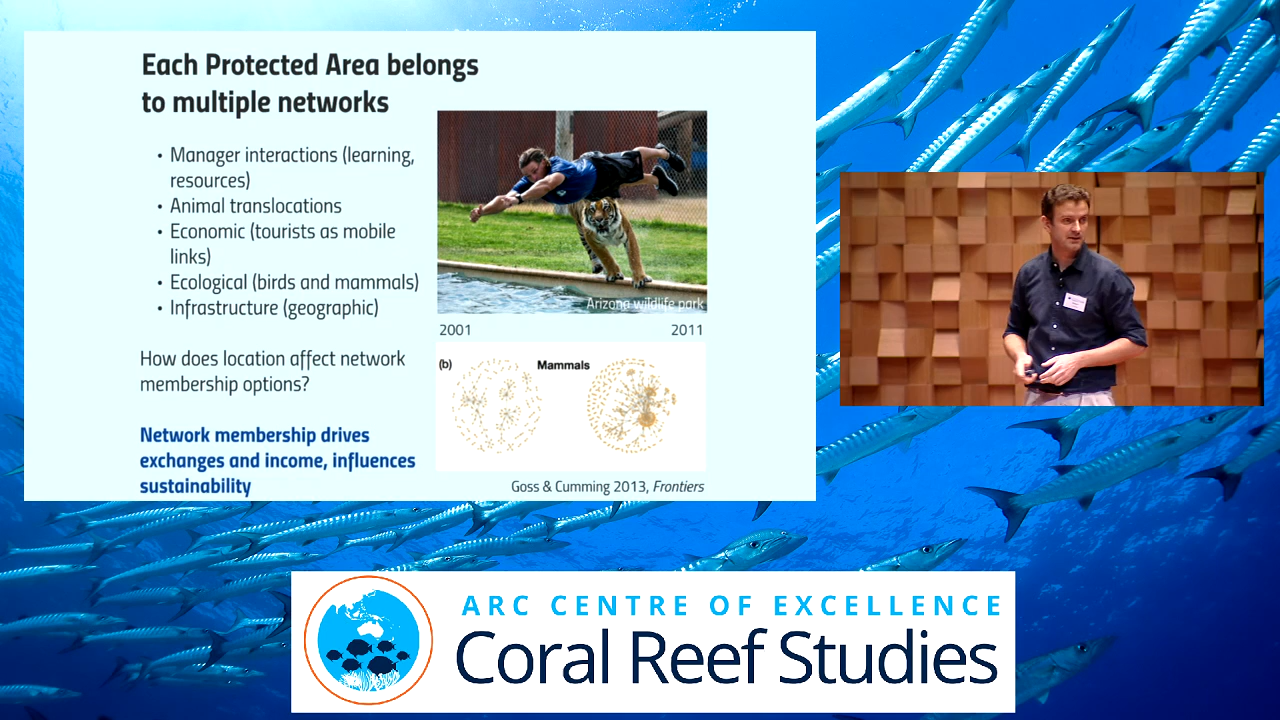 Each Protected Area belongs
to multiple networks
• Manager interactions (learning,
resources)
• Animal translocations
• Economic (tourists as mobile
links)
• Ecological (birds and mammals)
• Infrastructure (geographic)
How does location affect network
membership options?
Network membership drives
exchanges and income, influences
sustainability
Arizona wildlife park
2001 2011
(b) Mammals
Goss & Cumming 2013, Frontiers
ARC CENTRE OF EXCELLENCE
Coral Reef Studies